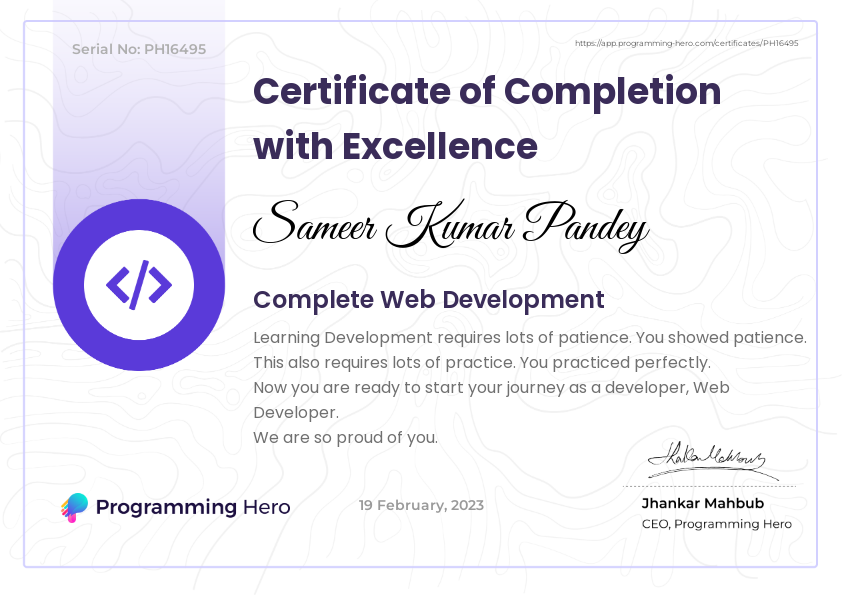 Serial No: PH16495
https://app.programming-hero.com/certificates/PH16495
Certificate of Completion
with Excellence
Sameer Kumar Pandey
</>
Complete Web Development
Learning Development requires lots of patience. You showed patience.
This also requires lots of practice. You practiced perfectly.
Now you are ready to start your journey as a developer, Web
Developer.
We are so proud of you.
Programming Hero
19 February, 2023
Jhankar Mahbub
Jhankar Mahbub
CEO, Programming Hero